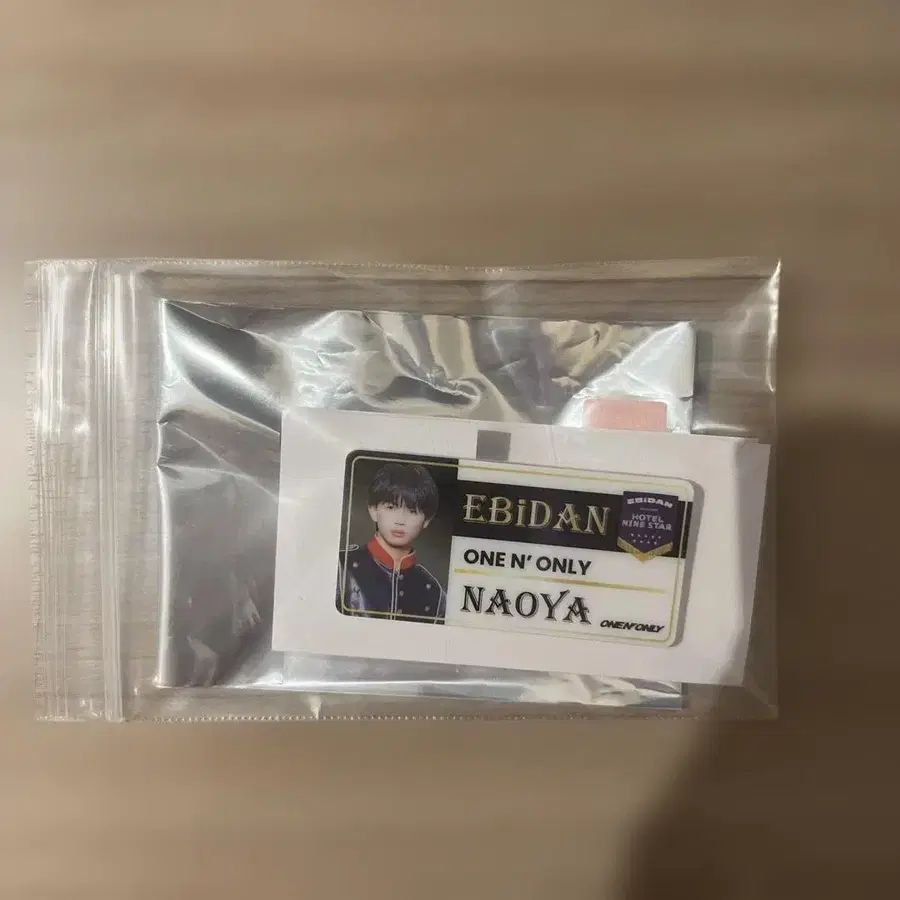 EBiDAN
ONE N' ONLY
NAOYA
ONE N' ONLY
EBiDAN
HOTEL
NINE STAR